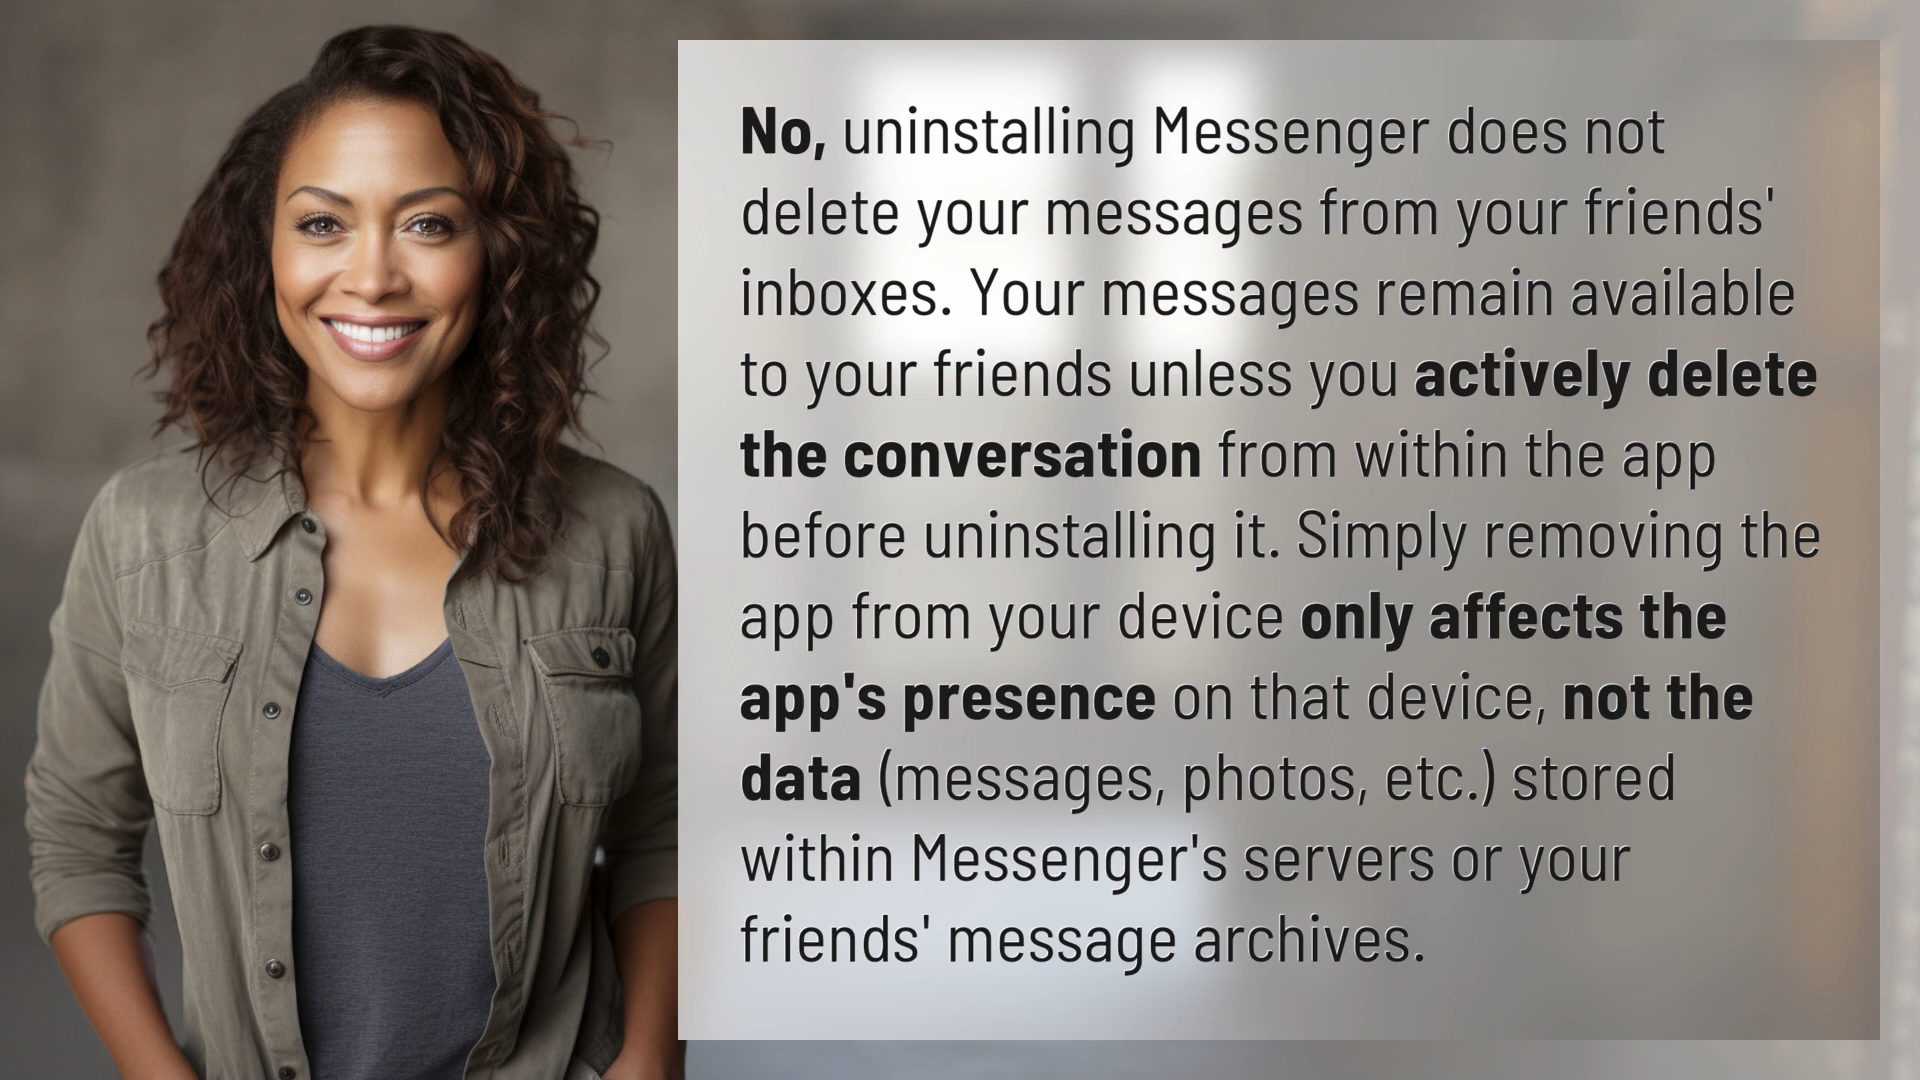 No, uninstalling Messenger does not
delete your messages from your friends'
inboxes. Your messages remain available
to your friends unless you actively delete
the conversation from within the app
before uninstalling it. Simply removing the
app from your device only affects the
app's presence on that device, not the
data (messages, photos, etc.) stored
within Messenger's servers or your
friends' message archives.